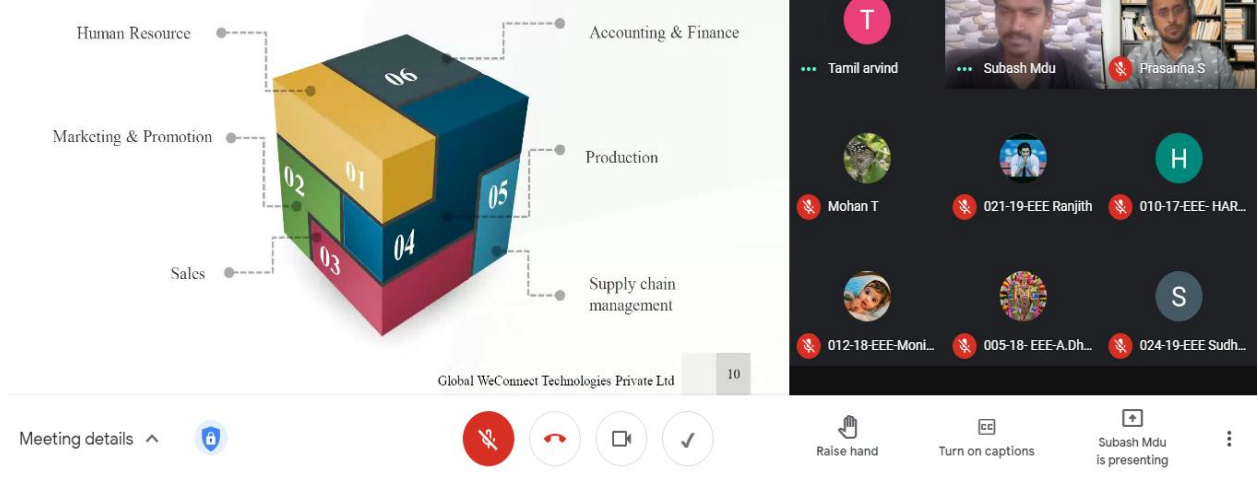 Human Resource
Accounting & Finance
06
Marketing & Promotion
Production
01
02
05
04
03
Sales
Supply chain
management
Global WeConnect Technologies Private Ltd
10
T
Tamil arvind
Subash Mdu
Prasanna S
H
Mohan T
021-19-EEE Ranjith
010-17-EEE- HAR...
S
012-18-EEE-Moni...
005-18- EEE-A.Dh...
024-19-EEE Sudh...
Meeting details
Raise hand
CC
Turn on captions
Subash Mdu
is presenting